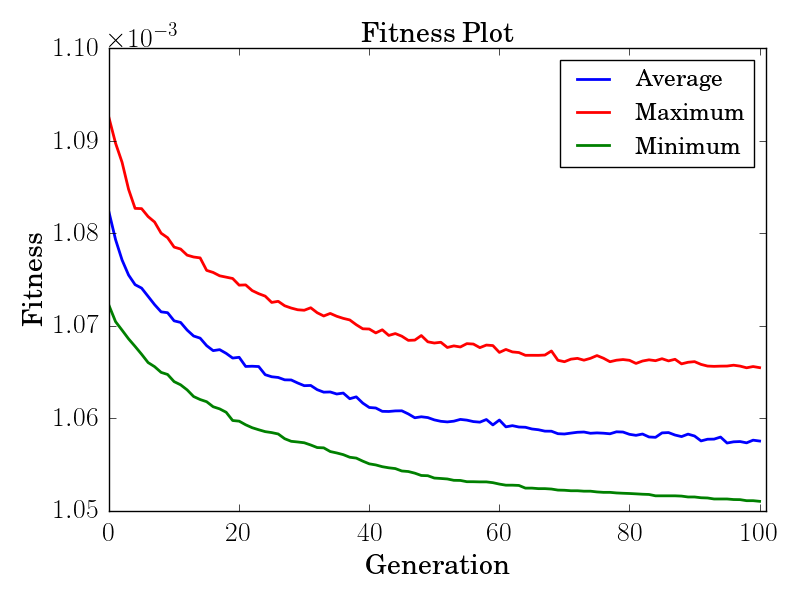 Fitness Plot
×10⁻³
1.10
1.09
1.08
1.07
1.06
1.05
Fitness
Average
Maximum
Minimum
0 20 40 60 80 100
Generation